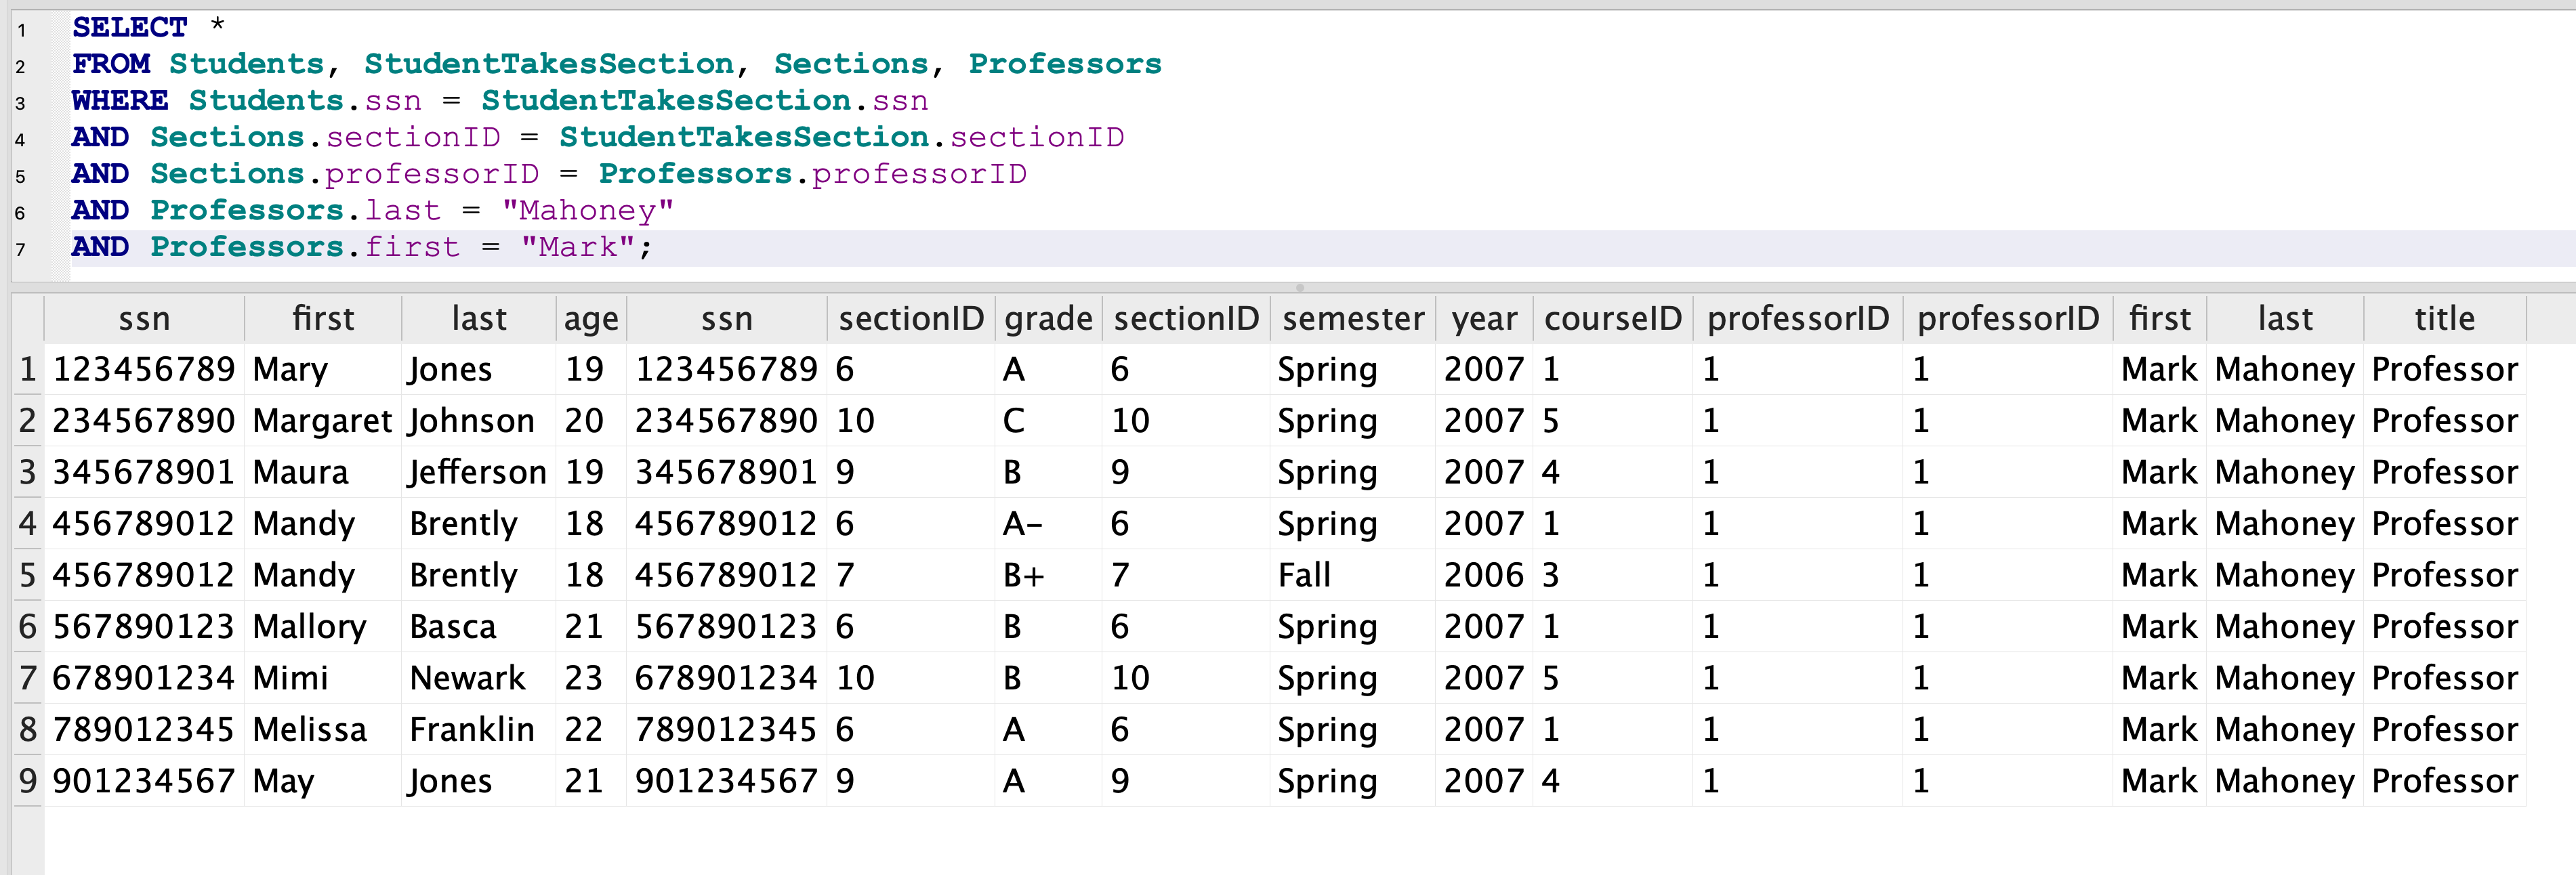 1 SELECT *
2 FROM Students, StudentTakesSection, Sections, Professors
3 WHERE Students.ssn = StudentTakesSection.ssn
4 AND Sections.sectionID = StudentTakesSection.sectionID
5 AND Sections.professorID = Professors.professorID
6 AND Professors.last = "Mahoney"
7 AND Professors.first = "Mark";
ssn first last age ssn sectionID grade sectionID semester year courseID professorID professorID first last title
1 123456789 Mary Jones 19 123456789 6 A 6 Spring 2007 1 1 1 Mark Mahoney Professor
2 234567890 Margaret Johnson 20 234567890 10 C 10 Spring 2007 5 1 1 Mark Mahoney Professor
3 345678901 Maura Jefferson 19 345678901 9 B 9 Spring 2007 4 1 1 Mark Mahoney Professor
4 456789012 Mandy Brently 18 456789012 6 A- 6 Spring 2007 1 1 1 Mark Mahoney Professor
5 456789012 Mandy Brently 18 456789012 7 B+ 7 Fall 2006 3 1 1 Mark Mahoney Professor
6 567890123 Mallory Basca 21 567890123 6 B 6 Spring 2007 1 1 1 Mark Mahoney Professor
7 678901234 Mimi Newark 23 678901234 10 B 10 Spring 2007 5 1 1 Mark Mahoney Professor
8 789012345 Melissa Franklin 22 789012345 6 A 6 Spring 2007 1 1 1 Mark Mahoney Professor
9 901234567 May Jones 21 901234567 9 A 9 Spring 2007 4 1 1 Mark Mahoney Professor